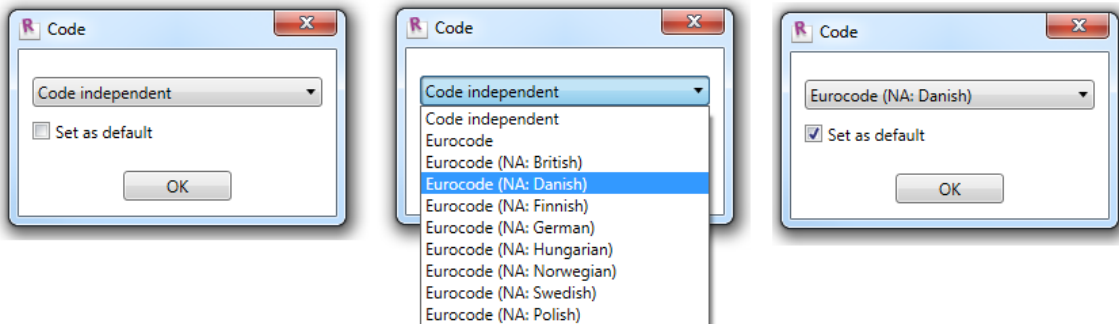 Code
Code independent
Set as default
OK
Code
Code independent
Code independent
Eurocode
Eurocode (NA: British)
Eurocode (NA: Danish)
Eurocode (NA: Finnish)
Eurocode (NA: German)
Eurocode (NA: Hungarian)
Eurocode (NA: Norwegian)
Eurocode (NA: Swedish)
Eurocode (NA: Polish)
Code
Eurocode (NA: Danish)
Set as default
OK